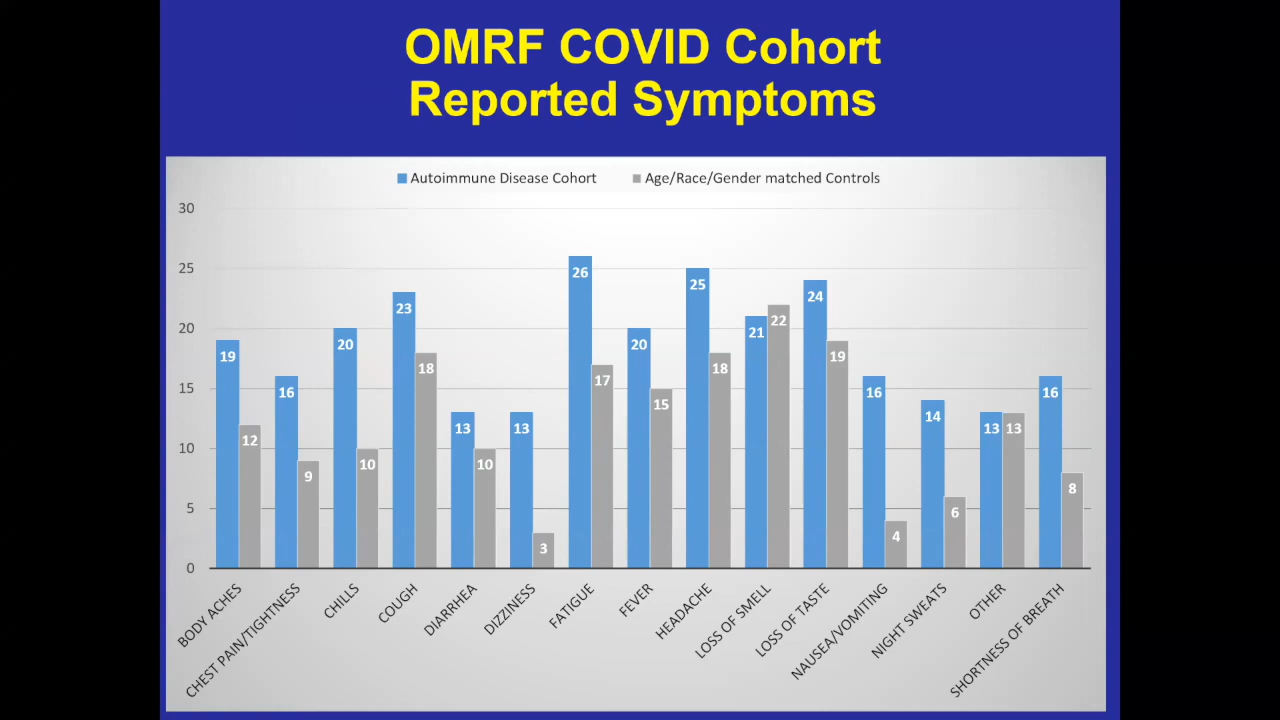 OMRF COVID Cohort
Reported Symptoms
Autoimmune Disease Cohort
Age/Race/Gender matched Controls
30
25
20
15
10
5
0
19
12
16
9
20
10
23
18
13
10
13
3
26
17
20
15
25
18
21
22
24
19
16
4
14
6
13
13
16
8
BODY ACHES
CHEST PAIN/TIGHTNESS
CHILLS
COUGH
DIARRHEA
DIZZINESS
FATIGUE
FEVER
HEADACHE
LOSS OF SMELL
LOSS OF TASTE
NAUSEA/VOMITING
NIGHT SWEATS
OTHER
SHORTNESS OF BREATH